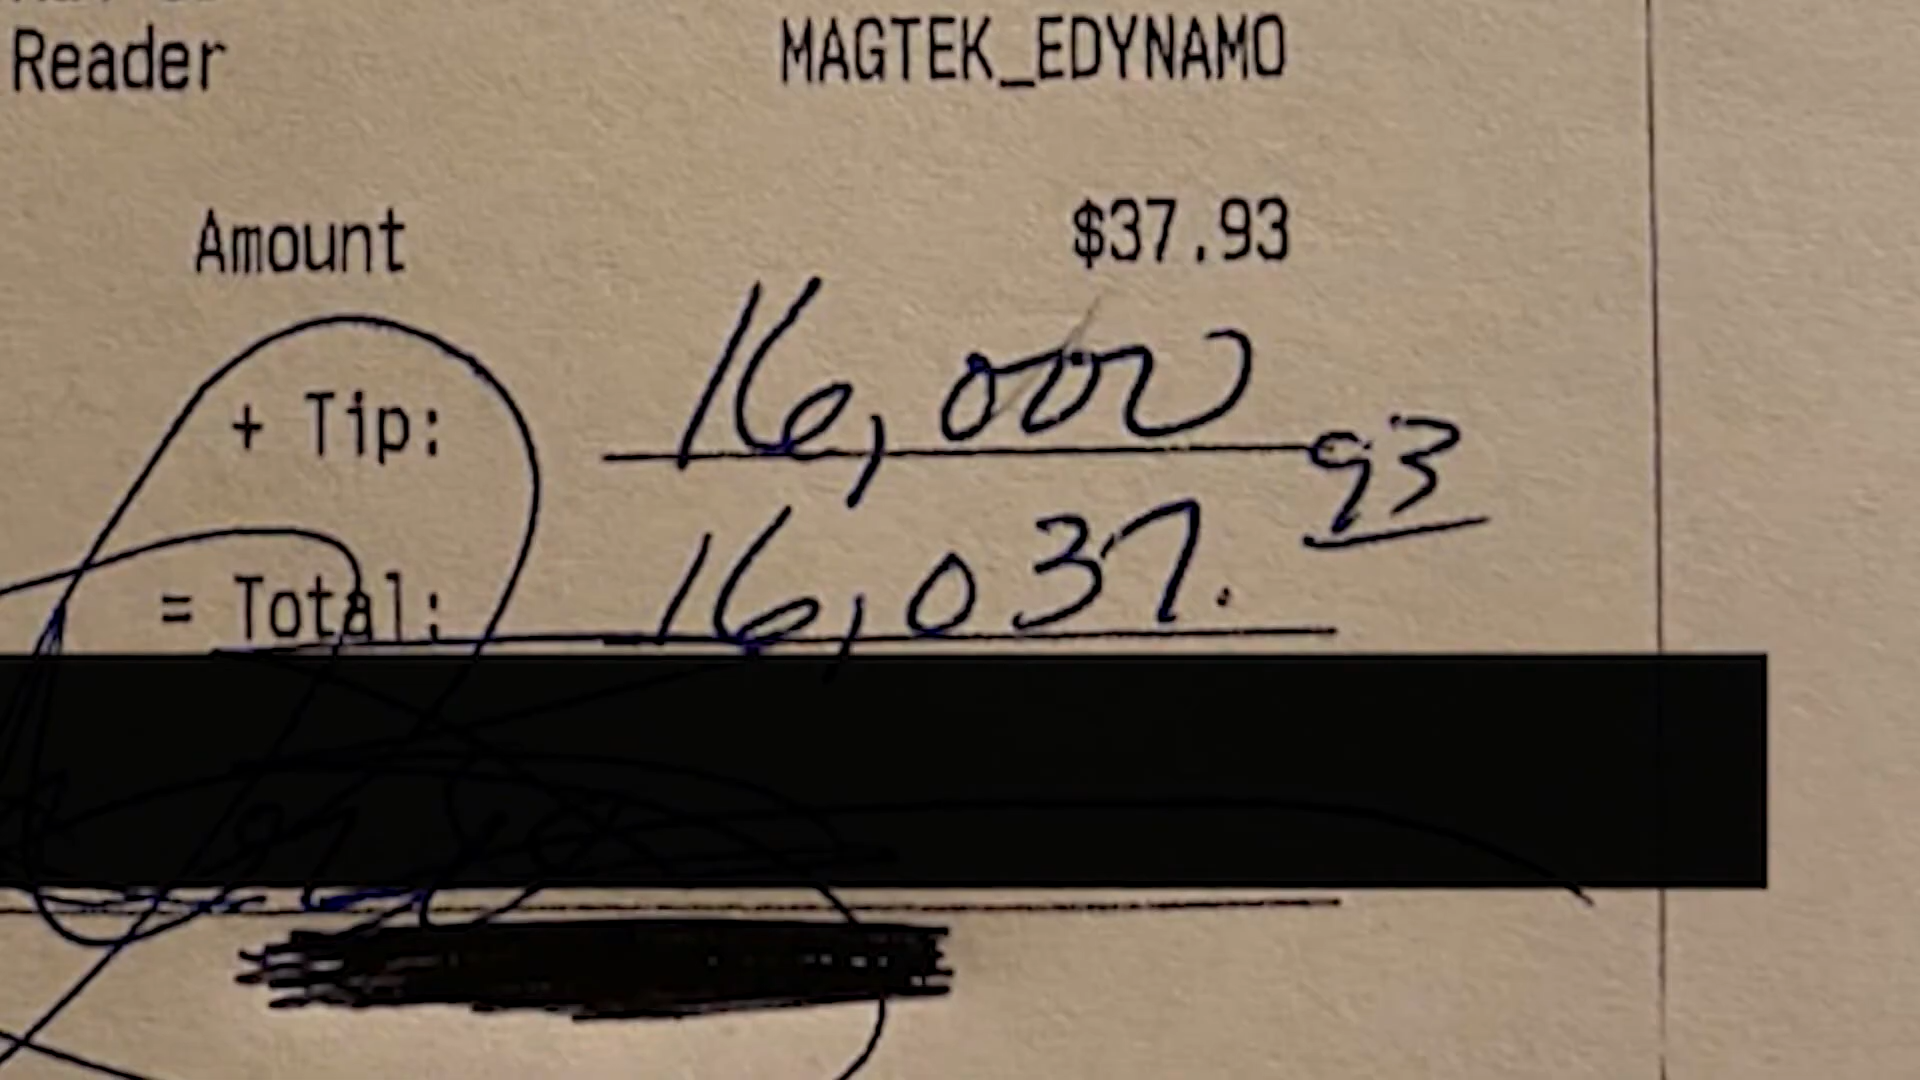 Reader MAGTEK_EDYNAMO
Amount $37.93
+ Tip: 16,000
= Total: 16,037.93